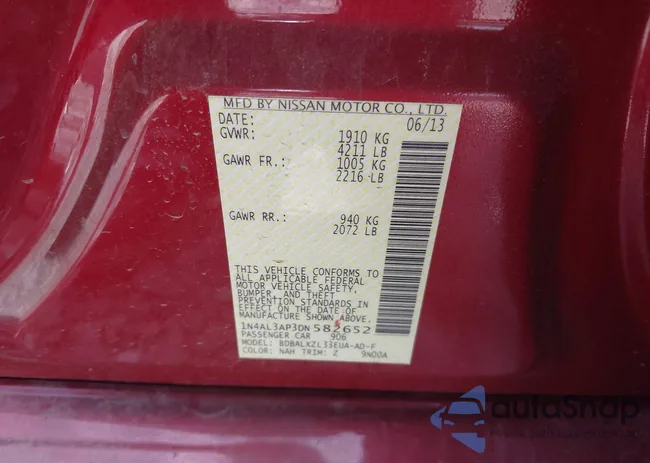 MFD BY NISSAN MOTOR CO., LTD.
DATE: 06/13
GVWR: 1910 KG
4211 LB
GAWR FR.: 1005 KG
2216 LB
GAWR RR.: 940 KG
2072 LB
THIS VEHICLE CONFORMS TO
ALL APPLICABLE FEDERAL
MOTOR VEHICLE SAFETY,
BUMPER, AND THEFT
PREVENTION STANDARDS IN
EFFECT ON THE DATE OF
MANUFACTURE SHOWN ABOVE.
PASSENGER CAR 906
MODEL: BDBALXZL33EUA-AD-F
COLOR: NAH TRIM: Z 9N00A
autoSnap